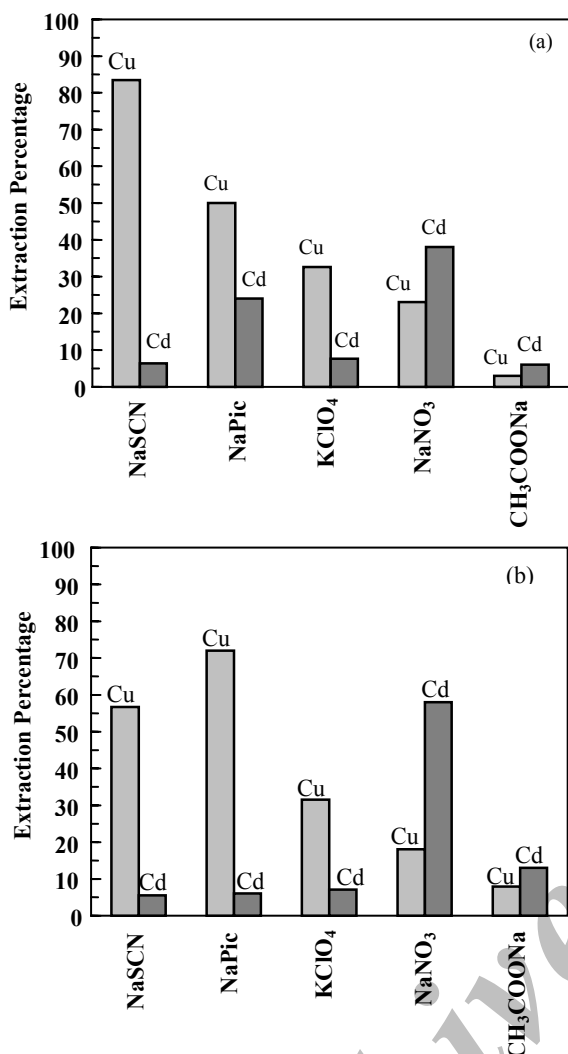 (a)
Extraction Percentage
100
90
80
70
60
50
40
30
20
10
0
Cu
Cd
Cu
Cd
Cu
Cd
Cu
Cd
Cu
Cd
NaSCN
NaPic
KClO₄
NaNO₃
CH₃COONa
(b)
Extraction Percentage
100
90
80
70
60
50
40
30
20
10
0
Cu
Cd
Cu
Cd
Cu
Cd
Cu
Cd
Cu
Cd
NaSCN
NaPic
KClO₄
NaNO₃
CH₃COONa